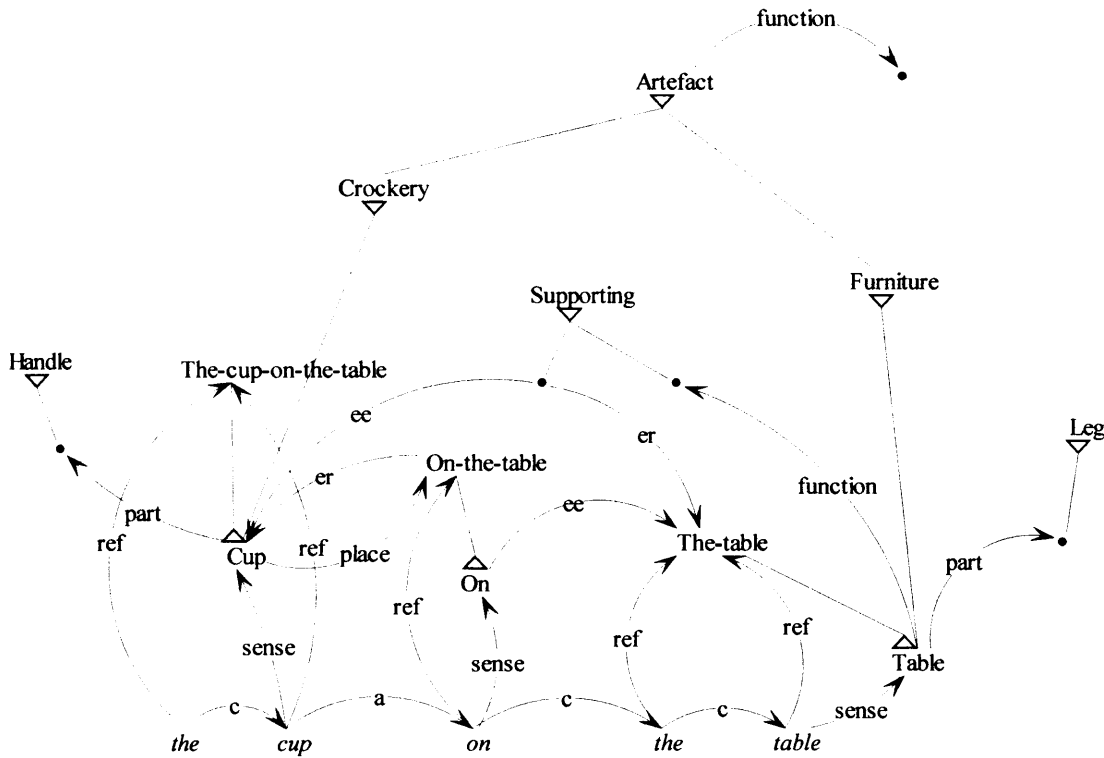 function
Artefact
Crockery
Furniture
Supporting
Handle
The-cup-on-the-table
ee
Leg
er
On-the-table
er
function
ee
part
The-table
ref
ref
place
Cup
part
On
ref
ref
ref
sense
sense
Table
c
a
c
c
sense
the cup on the table